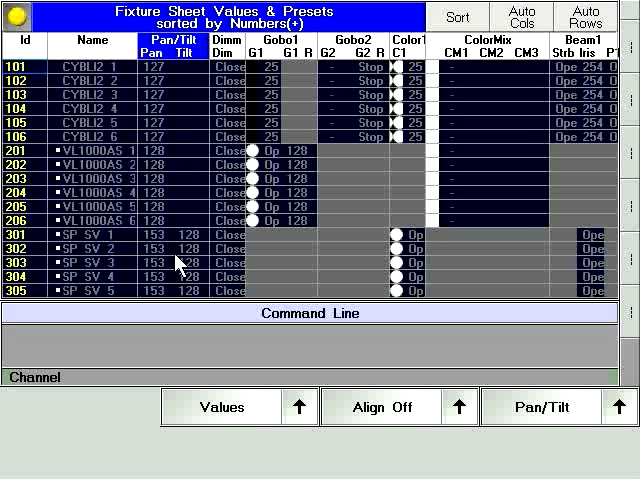 Fixture Sheet Values & Presets
sorted by Numbers(+)
Sort
Auto Cols
Auto Rows
Id Name Pan/Tilt Dimm Gobo1 Gobo2 Color1 ColorMix Beam1
Pan Tilt Dim G1 G1 R G2 G2 R C1 CM1 CM2 CM3 Strb Iris P1
101 CYBLI2 1 127 Close 25 - Stop 25 - Ope 254 0
102 CYBLI2 2 127 Close 25 - Stop 25 - Ope 254 0
103 CYBLI2 3 127 Close 25 - Stop 25 - Ope 254 0
104 CYBLI2 4 127 Close 25 - Stop 25 - Ope 254 0
105 CYBLI2 5 127 Close 25 - Stop 25 - Ope 254 0
106 CYBLI2 6 127 Close 25 - Stop 25 - Ope 254 0
201 VL1000AS 1 128 Close Op 128 -
202 VL1000AS 2 128 Close Op 128 -
203 VL1000AS 3 128 Close Op 128 -
204 VL1000AS 4 128 Close Op 128 -
205 VL1000AS 5 128 Close Op 128 -
206 VL1000AS 6 128 Close Op 128 -
301 SP SV 1 153 128 Close Op Ope
302 SP SV 2 153 128 Close Op Ope
303 SP SV 3 153 128 Close Op Ope
304 SP SV 4 153 128 Close Op Ope
305 SP SV 5 153 128 Close Op Ope
Command Line
Channel
Values
Align Off
Pan/Tilt